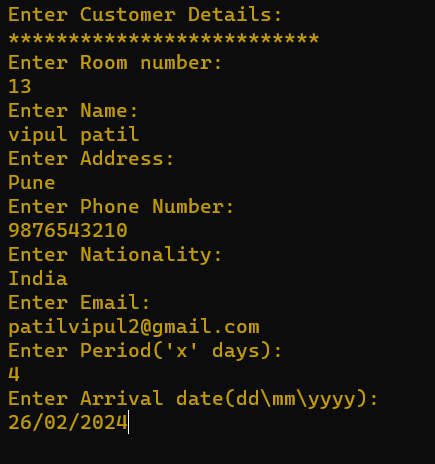 Enter Customer Details:
**************************
Enter Room number:
13
Enter Name:
vipul patil
Enter Address:
Pune
Enter Phone Number:
9876543210
Enter Nationality:
India
Enter Email:
patilvipul2@gmail.com
Enter Period('x' days):
4
Enter Arrival date(dd\mm\yyyy):
26/02/2024